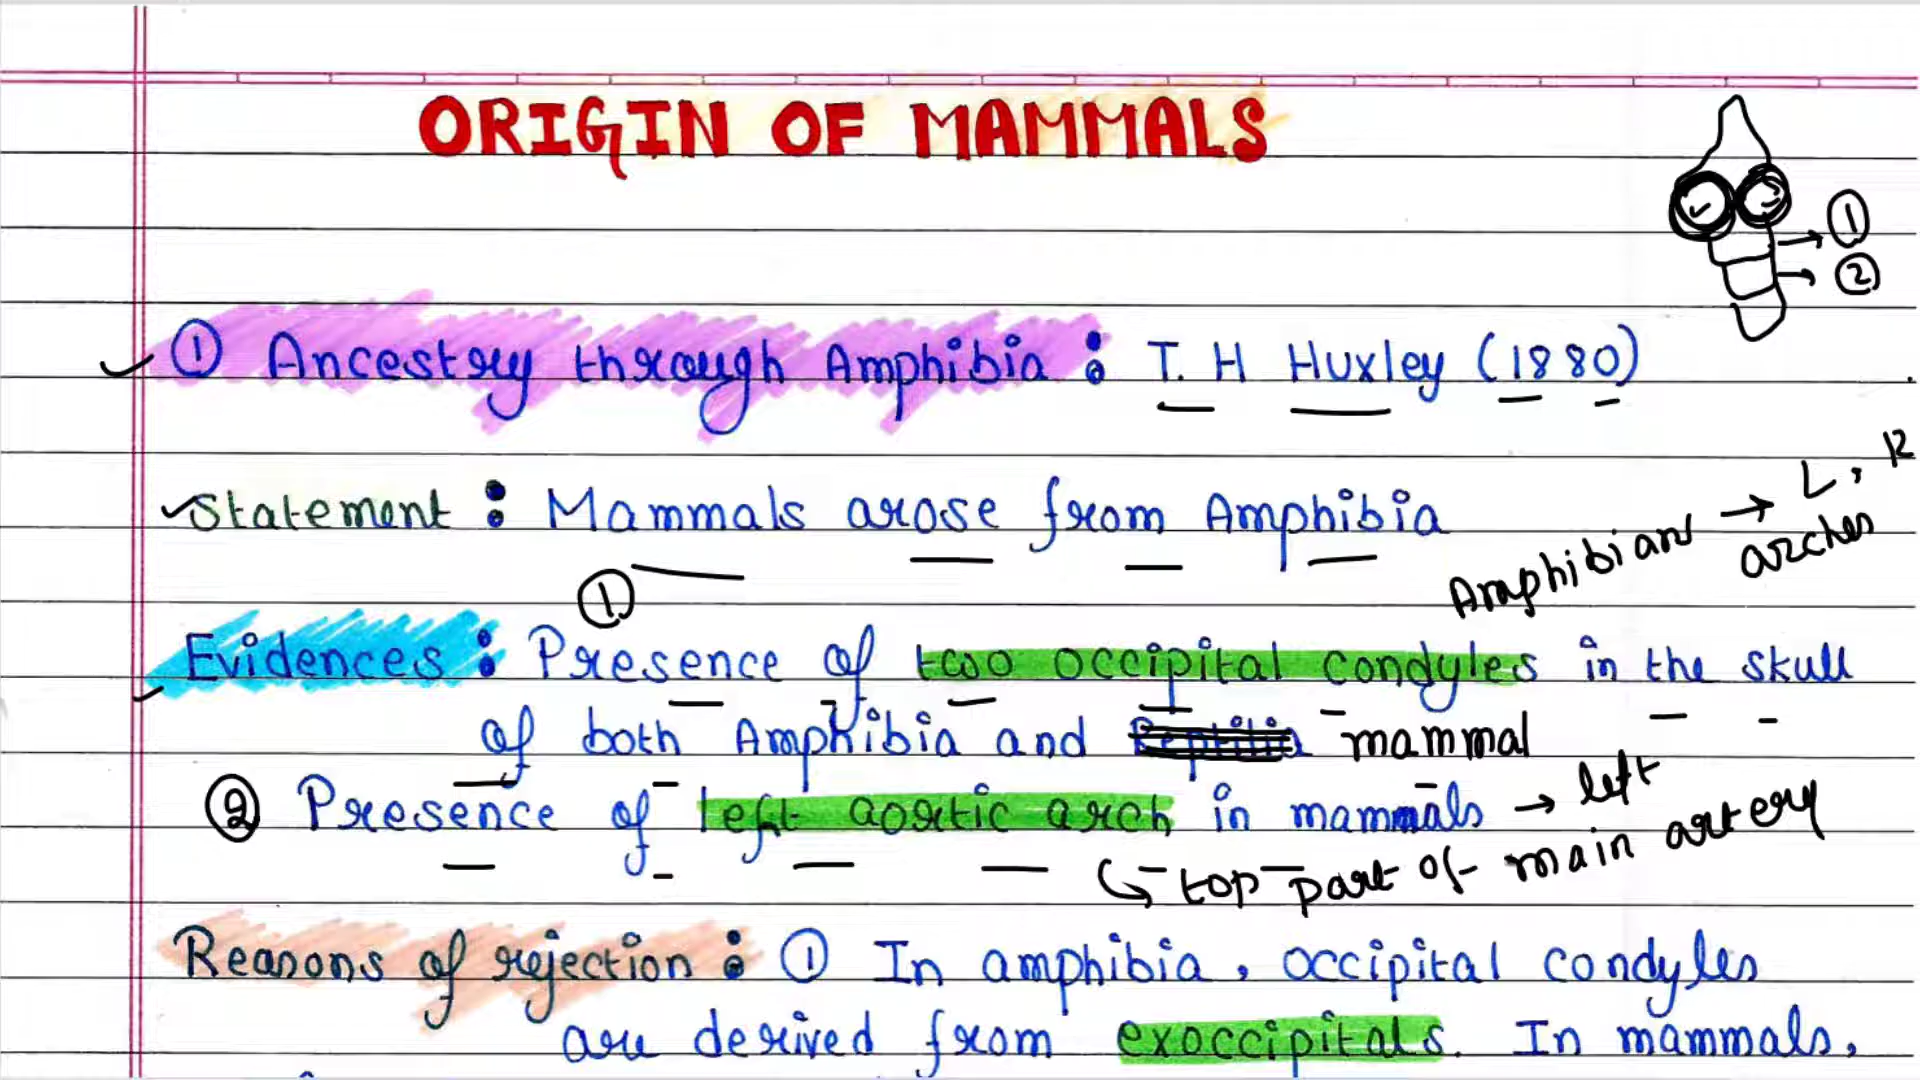 ORIGIN OF MAMMALS
①
②
① Ancestry through Amphibia : T. H Huxley (1880)
Statement : Mammals arose from Amphibia
Amphibians → L, R
arches
①
Evidences : Presence of two occipital condyles in the skull
of both Amphibia and Reptilia mammal
② Presence of left aortic arch in mammals → left
↳ top part of main artery
Reasons of rejection : ① In amphibia, occipital condyles
are derived from exoccipitals. In mammals,